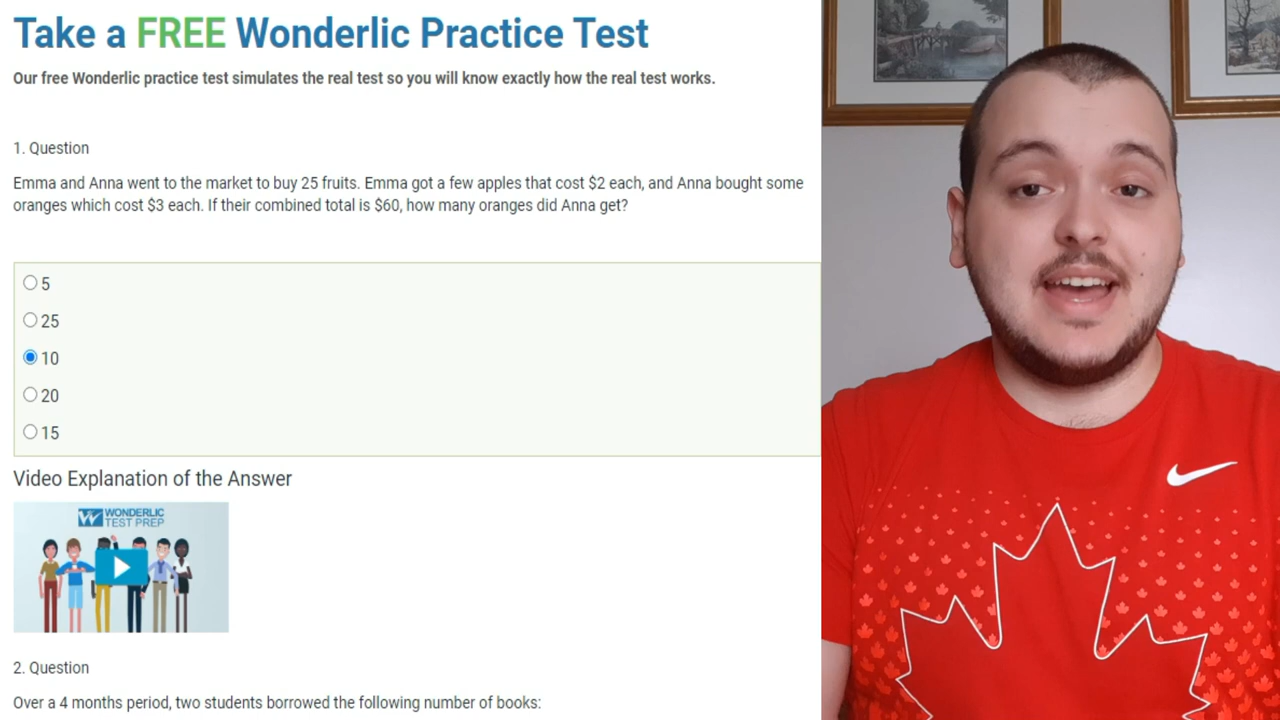 Take a FREE Wonderlic Practice Test
Our free Wonderlic practice test simulates the real test so you will know exactly how the real test works.
1. Question
Emma and Anna went to the market to buy 25 fruits. Emma got a few apples that cost $2 each, and Anna bought some
oranges which cost $3 each. If their combined total is $60, how many oranges did Anna get?
5
25
10
20
15
Video Explanation of the Answer
W WONDERLIC
TEST PREP
2. Question
Over a 4 months period, two students borrowed the following number of books: